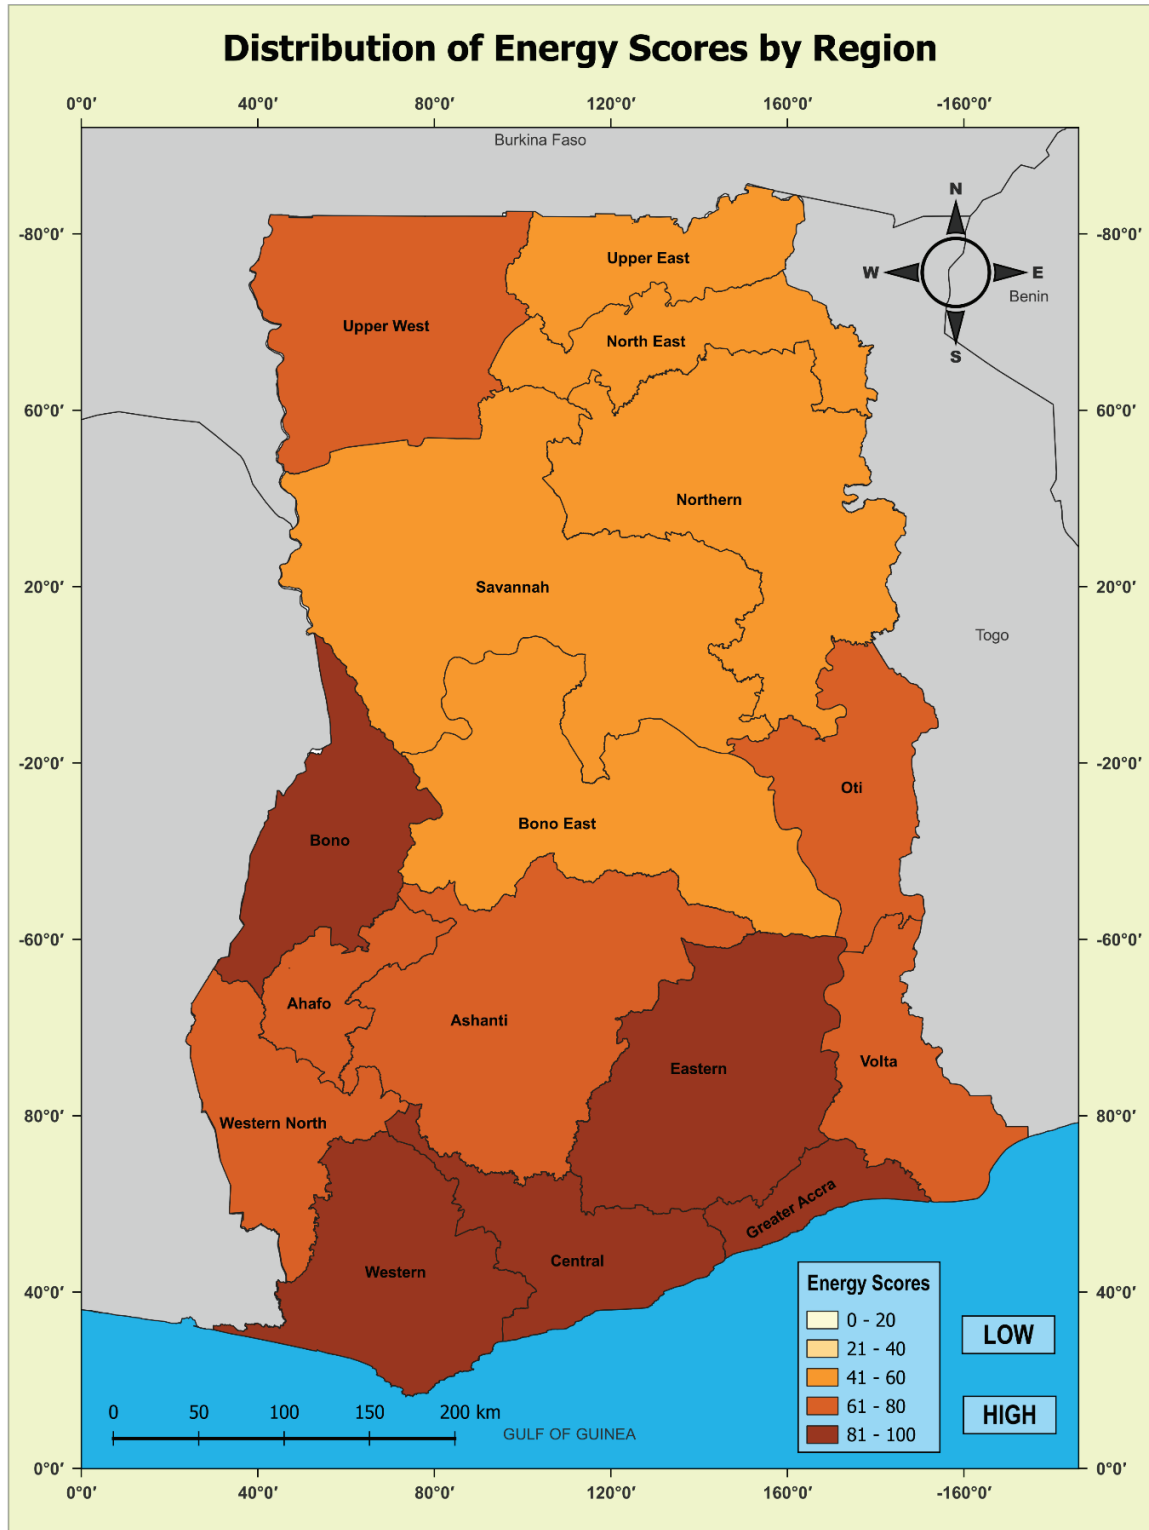 Distribution of Energy Scores by Region
0°0′ 40°0′ 80°0′ 120°0′ 160°0′ -160°0′
Burkina Faso
N
-80°0′ -80°0′
Upper East
W E
Benin
Upper West
North East
S
60°0′ 60°0′
Northern
20°0′ 20°0′
Savannah
Togo
-20°0′ -20°0′
Oti
Bono East
Bono
-60°0′ -60°0′
Ahafo
Ashanti
Eastern
Volta
80°0′ 80°0′
Western North
Greater Accra
Central
Western
Energy Scores
40°0′ 40°0′
0 - 20
LOW
21 - 40
41 - 60
61 - 80
HIGH
81 - 100
0 50 100 150 200 km
GULF OF GUINEA
0°0′ 0°0′
0°0′ 40°0′ 80°0′ 120°0′ 160°0′ -160°0′